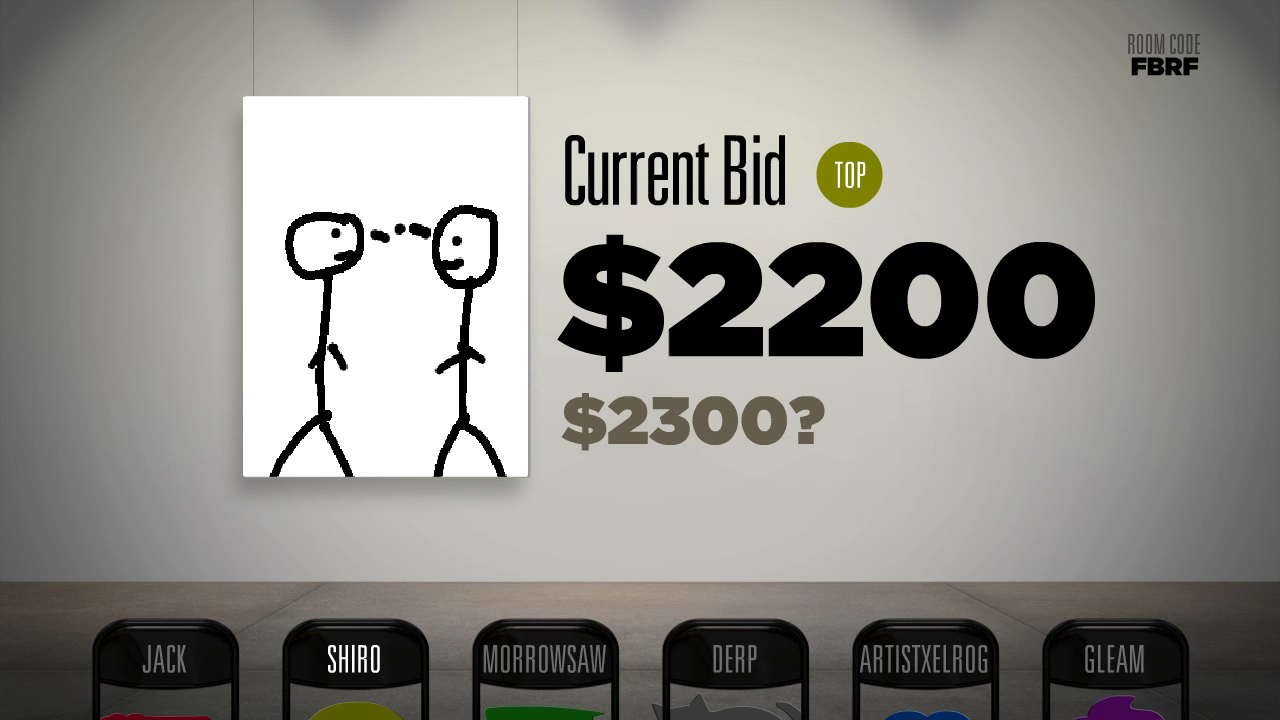 ROOM CODE
FBRF
Current Bid
TOP
$2200
$2300?
JACK
SHIRO
MORROWSAW
DERP
ARTISTXELROG
GLEAM